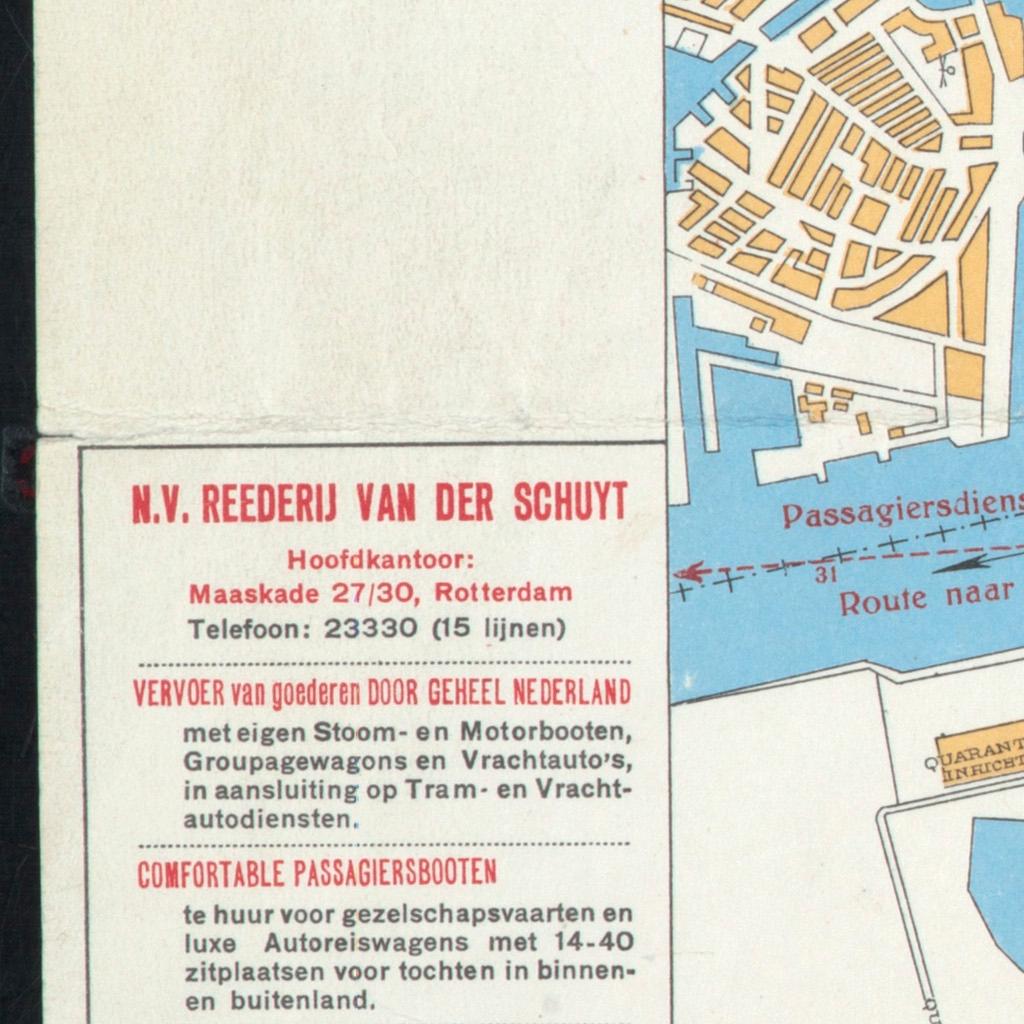 N.V. REEDERIJ VAN DER SCHUYT
Hoofdkantoor:
Maaskade 27/30, Rotterdam
Telefoon: 23330 (15 lijnen)
VERVOER van goederen DOOR GEHEEL NEDERLAND
met eigen Stoom- en Motorbooten,
Groupagewagons en Vrachtauto's,
in aansluiting op Tram- en Vracht-
autodiensten.
COMFORTABLE PASSAGIERSBOOTEN
te huur voor gezelschapsvaarten en
luxe Autoreiswagens met 14-40
zitplaatsen voor tochten in binnen-
en buitenland.
Passagiersdiens
31
Route naar
QUARANT
INRICHT
QU